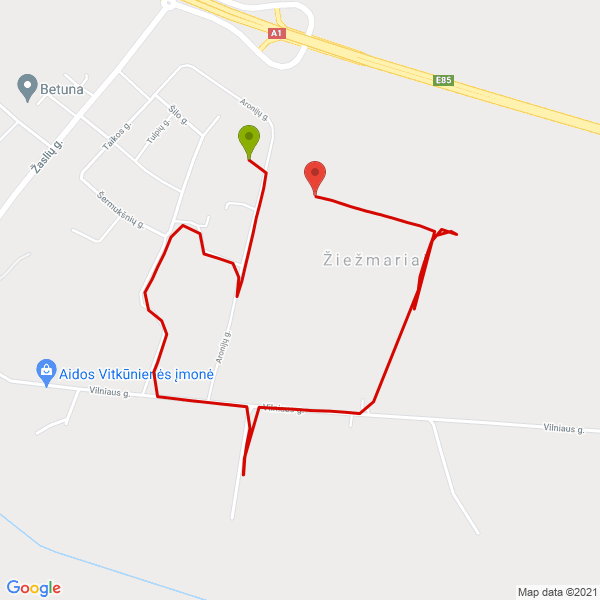 A1
E85
Betuna
Aronijų g.
Šilo g.
Tulpių g.
Taikos g.
Žaslių g.
Šermukšnių g.
Žiežmaria
Aronijų g.
Aidos Vitkūnienės įmonė
Vilniaus g.
Vilniaus g.
Vilniaus g.
Google
Map data ©2021